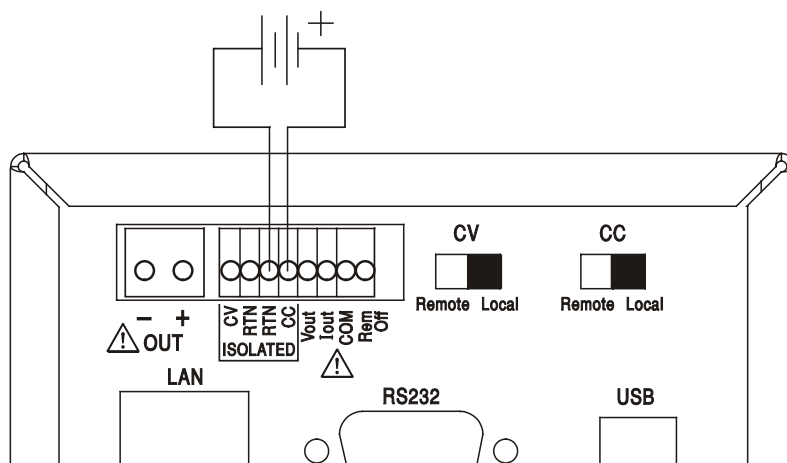 +
CV CC
Remote Local Remote Local
− +
OUT
CV RTN RTN CC Vout Iout COM Rem Off
ISOLATED
!
!
LAN
RS232
USB